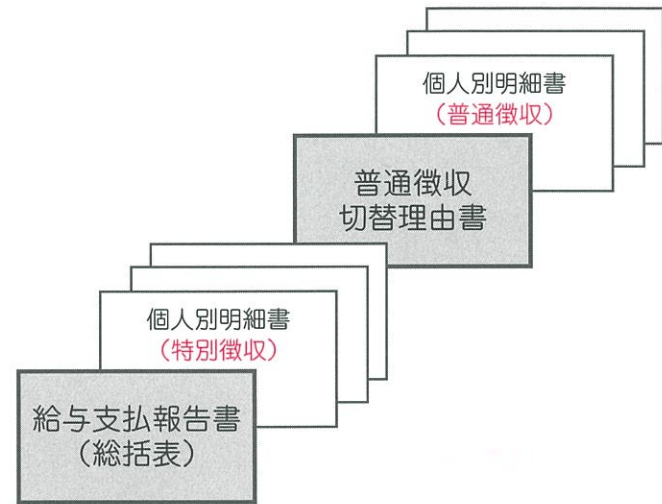 個人別明細書
（普通徴収）
普通徴収
切替理由書
個人別明細書
（特別徴収）
給与支払報告書
（総括表）